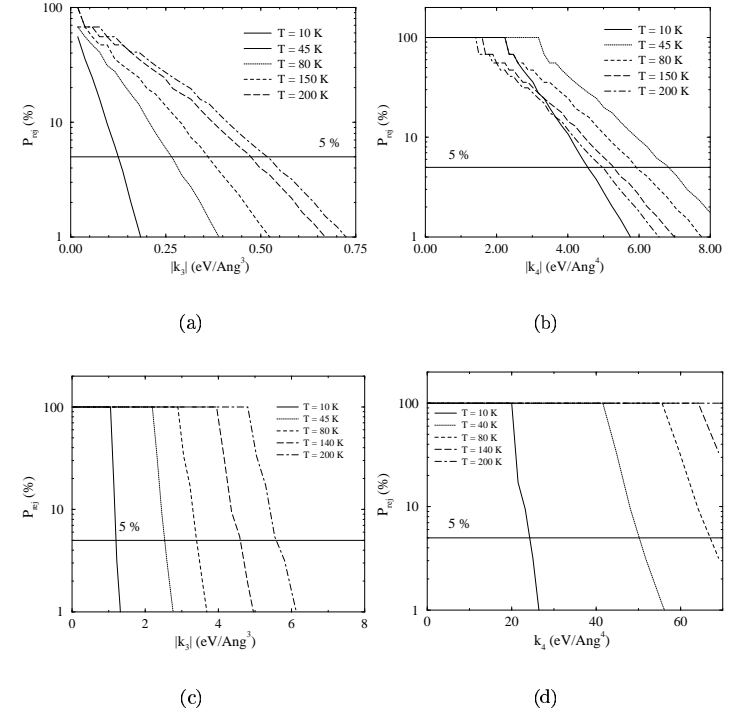 100
10
1
P_rej (%)
T = 10 K
T = 45 K
T = 80 K
T = 150 K
T = 200 K
5 %
0.00 0.25 0.50 0.75
|k_3| (eV/Ang^3)
(a)
100
10
1
P_rej (%)
T = 10 K
T = 45 K
T = 80 K
T = 150 K
T = 200 K
5 %
0.00 2.00 4.00 6.00 8.00
|k_4| (eV/Ang^4)
(b)
100
10
1
P_rej (%)
T = 10 K
T = 45 K
T = 80 K
T = 140 K
T = 200 K
5 %
0 2 4 6 8
|k_3| (eV/Ang^3)
(c)
100
10
1
P_rej (%)
T = 10 K
T = 40 K
T = 80 K
T = 140 K
T = 200 K
5 %
0 20 40 60
k_4 (eV/Ang^4)
(d)